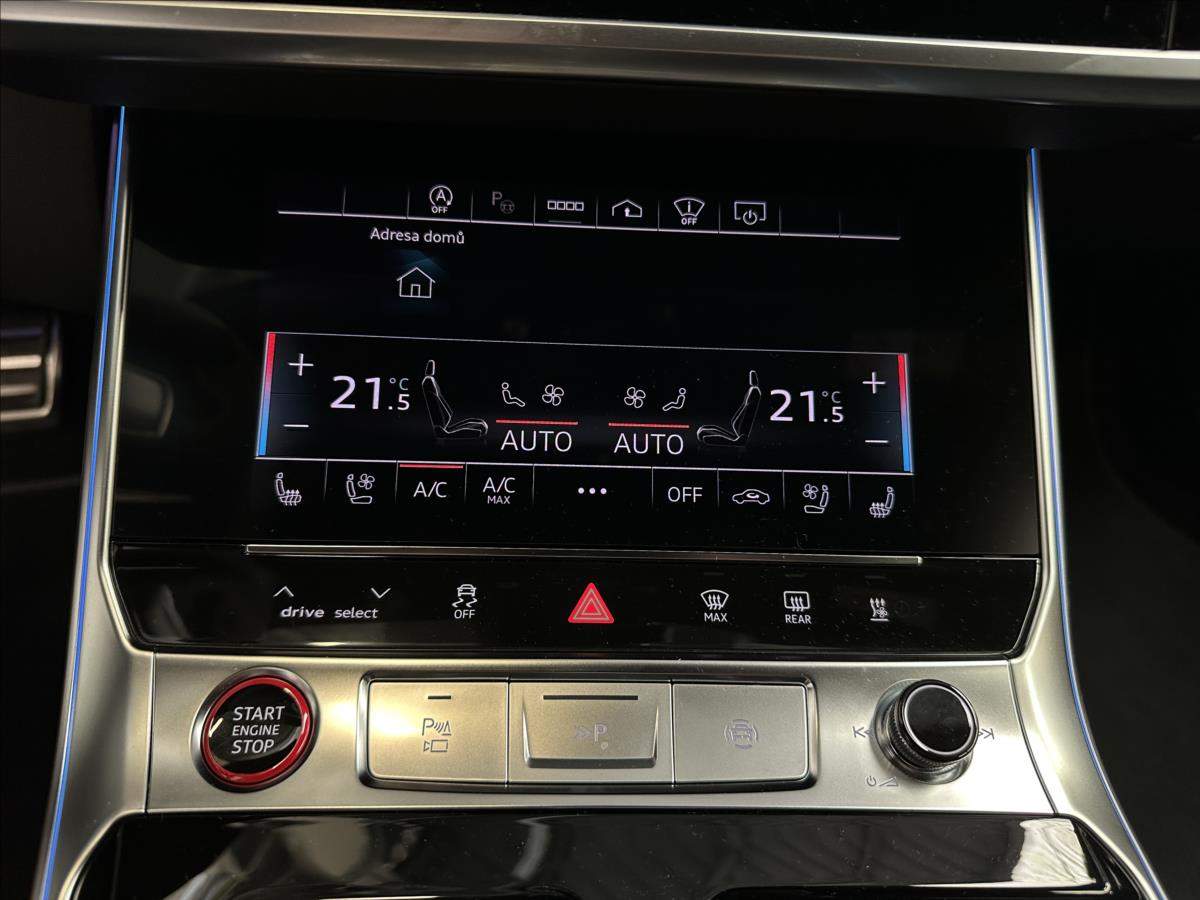 A
OFF
P
i
OFF
Adresa domů
+ 21.5 °C
21.5 °C +
AUTO AUTO
− −
A/C A/C MAX ••• OFF
drive select
OFF
MAX
REAR
START
ENGINE
STOP
P
P